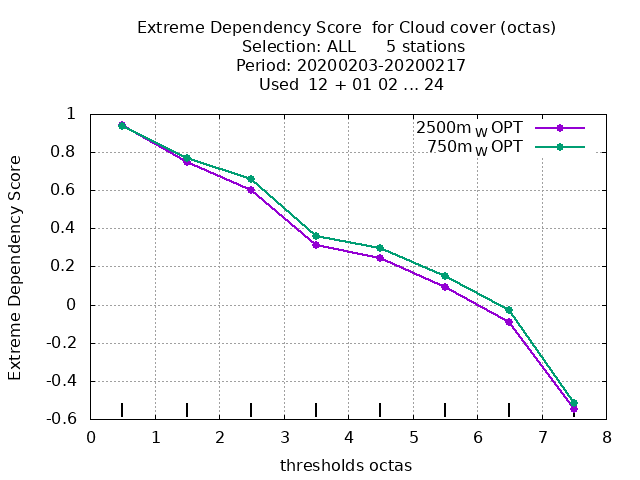 Extreme Dependency Score  for Cloud cover (octas)
Selection: ALL      5 stations
Period: 20200203-20200217
Used  12 + 01 02 ... 24
2500m W OPT
750m W OPT
Extreme Dependency Score
1
0.8
0.6
0.4
0.2
0
-0.2
-0.4
-0.6
0 1 2 3 4 5 6 7 8
thresholds octas